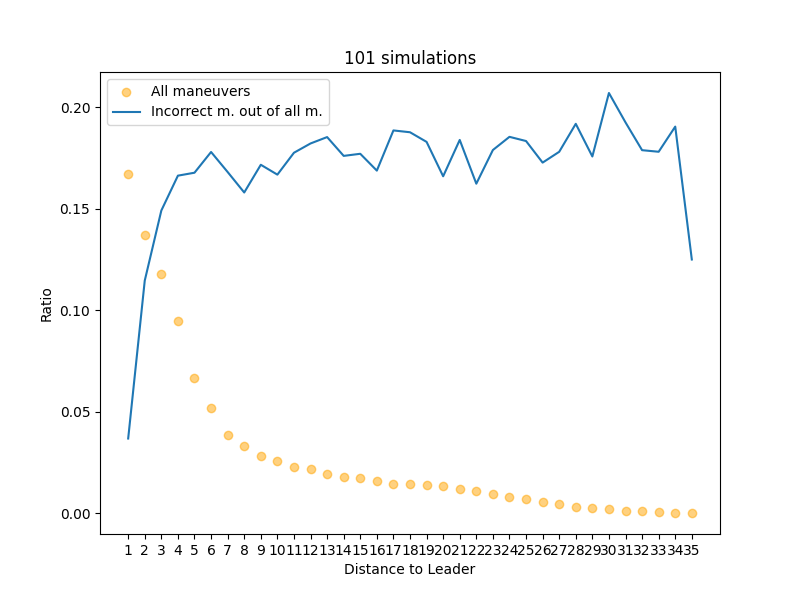 101 simulations
All maneuvers
Incorrect m. out of all m.
0.20
0.15
0.10
0.05
0.00
Ratio
1 2 3 4 5 6 7 8 9 10 11 12 13 14 15 16 17 18 19 20 21 22 23 24 25 26 27 28 29 30 31 32 33 34 35
Distance to Leader